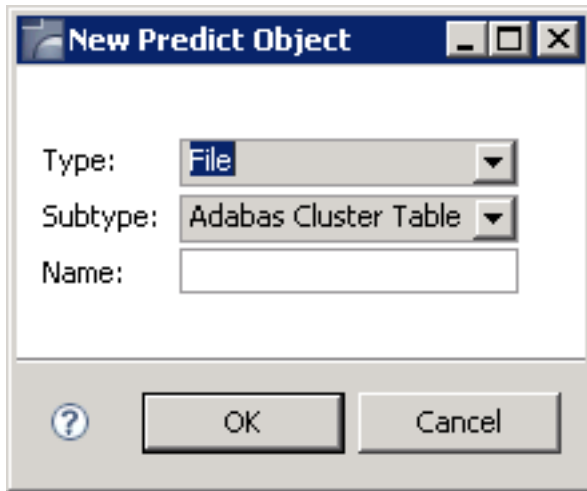 New Predict Object
Type: File
Subtype: Adabas Cluster Table
Name:
? OK Cancel